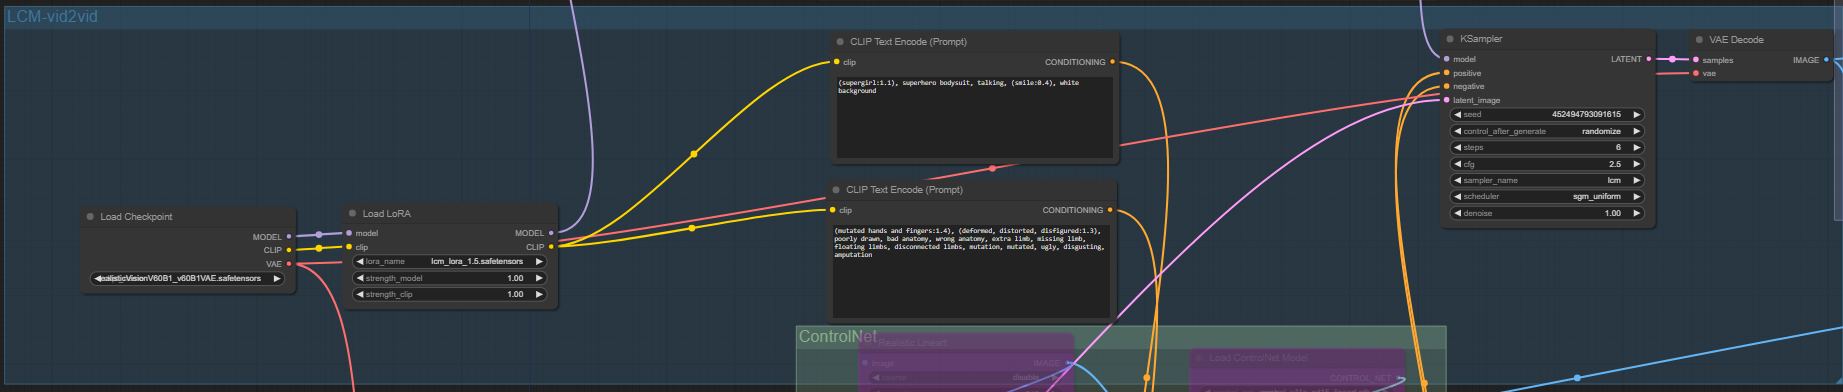 LCM-vid2vid
Load Checkpoint
MODEL
CLIP
VAE
ealisticVisionV60B1_v60B1VAE.safetensors
Load LoRA
model MODEL
clip CLIP
lora_name lcm_lora_1.5.safetensors
strength_model 1.00
strength_clip 1.00
CLIP Text Encode (Prompt)
clip CONDITIONING
(supergirl:1.1), superhero bodysuit, talking, (smile:0.4), white
background
CLIP Text Encode (Prompt)
clip CONDITIONING
(mutated hands and fingers:1.4), (deformed, distorted, disfigured:1.3),
poorly drawn, bad anatomy, wrong anatomy, extra limb, missing limb,
floating limbs, disconnected limbs, mutation, mutated, ugly, disgusting,
amputation
KSampler
model LATENT
positive
negative
latent_image
seed 452494793091615
control_after_generate randomize
steps 6
cfg 2.5
sampler_name lcm
scheduler sgm_uniform
denoise 1.00
VAE Decode
samples IMAGE
vae
ControlNet
Realistic Lineart
image IMAGE
coarse disable
Load ControlNet Model
CONTROL_NET